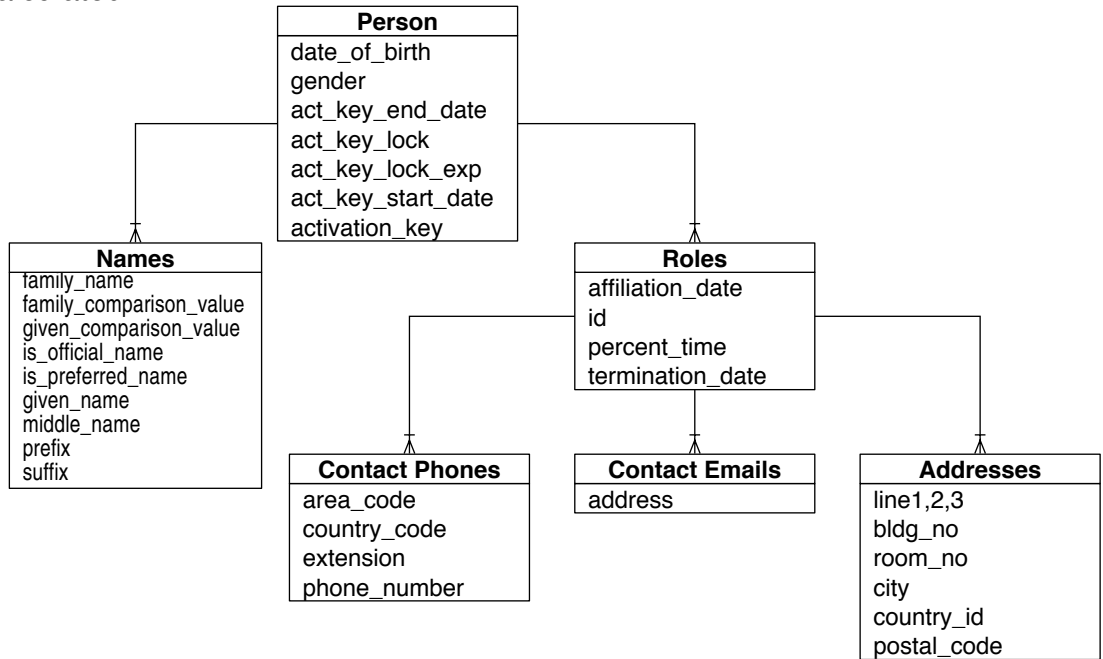 Person
date_of_birth
gender
act_key_end_date
act_key_lock
act_key_lock_exp
act_key_start_date
activation_key
Names
family_name
family_comparison_value
given_comparison_value
is_official_name
is_preferred_name
given_name
middle_name
prefix
suffix
Roles
affiliation_date
id
percent_time
termination_date
Contact Phones
area_code
country_code
extension
phone_number
Contact Emails
address
Addresses
line1,2,3
bldg_no
room_no
city
country_id
postal_code